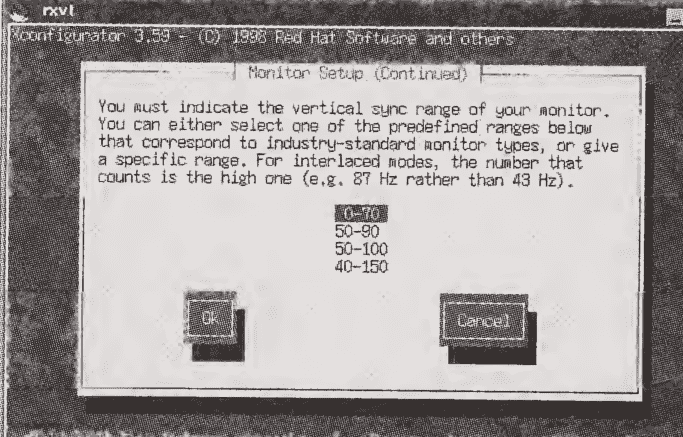 rxvt
Xconfigurator 3.59 - (C) 1998 Red Hat Software and others
Monitor Setup (Continued)
You must indicate the vertical sync range of your monitor.
You can either select one of the predefined ranges below
that correspond to industry-standard monitor types, or give
a specific range. For interlaced modes, the number that
counts is the high one (e.g. 87 Hz rather than 43 Hz).
50-90
50-100
40-150
Ok
Cancel